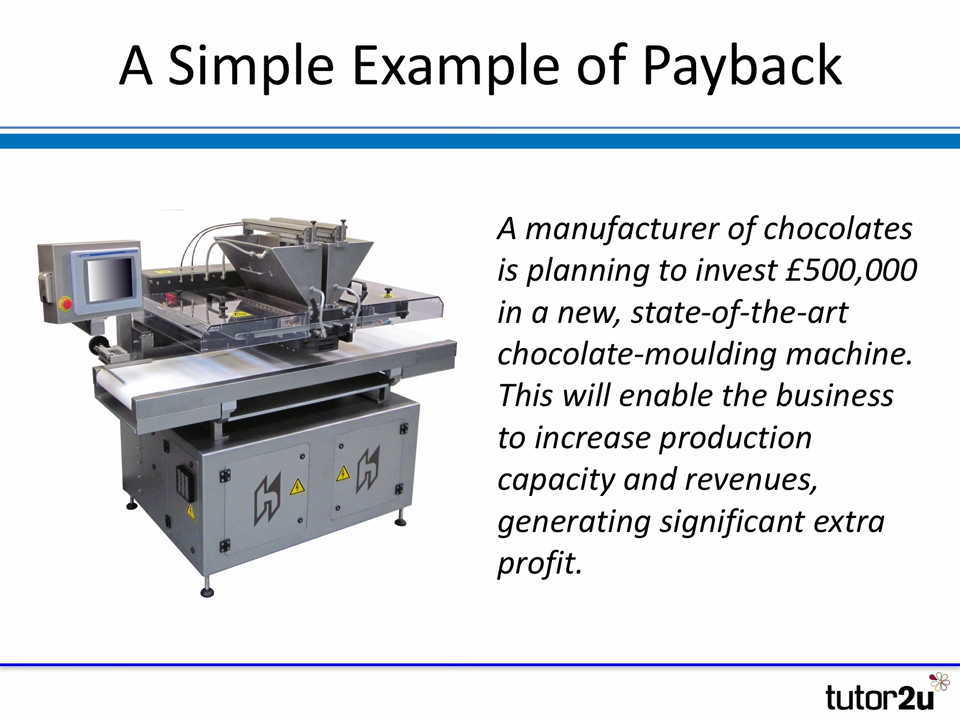 A Simple Example of Payback
A manufacturer of chocolates
is planning to invest £500,000
in a new, state-of-the-art
chocolate-moulding machine.
This will enable the business
to increase production
capacity and revenues,
generating significant extra
profit.
tutor2u